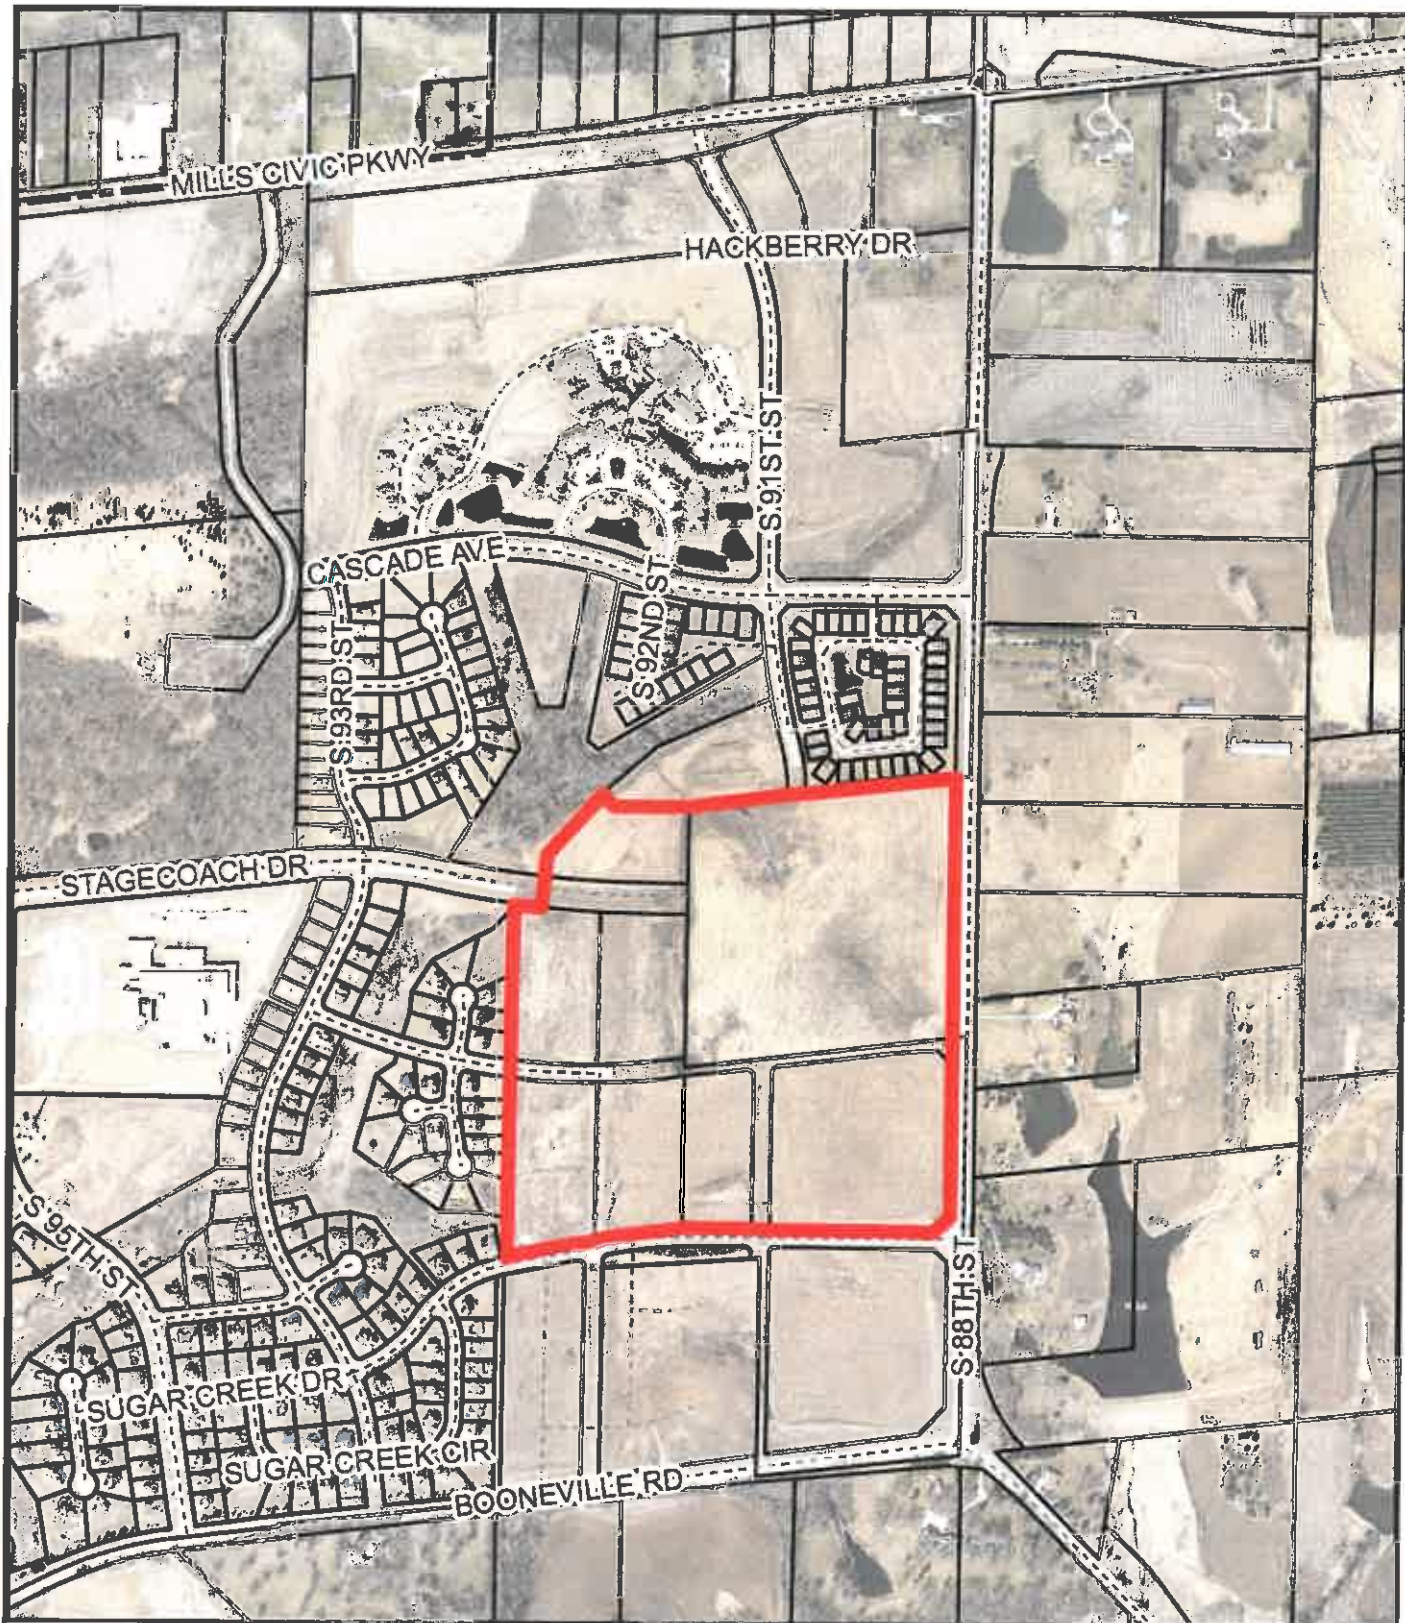 MILLS CIVIC PKWY
HACKBERRY DR
S 91ST ST
CASCADE AVE
S 92ND ST
S 93RD ST
STAGECOACH DR
S 95TH ST
S 88TH ST
SUGAR CREEK DR
SUGAR CREEK CIR
BOONEVILLE RD